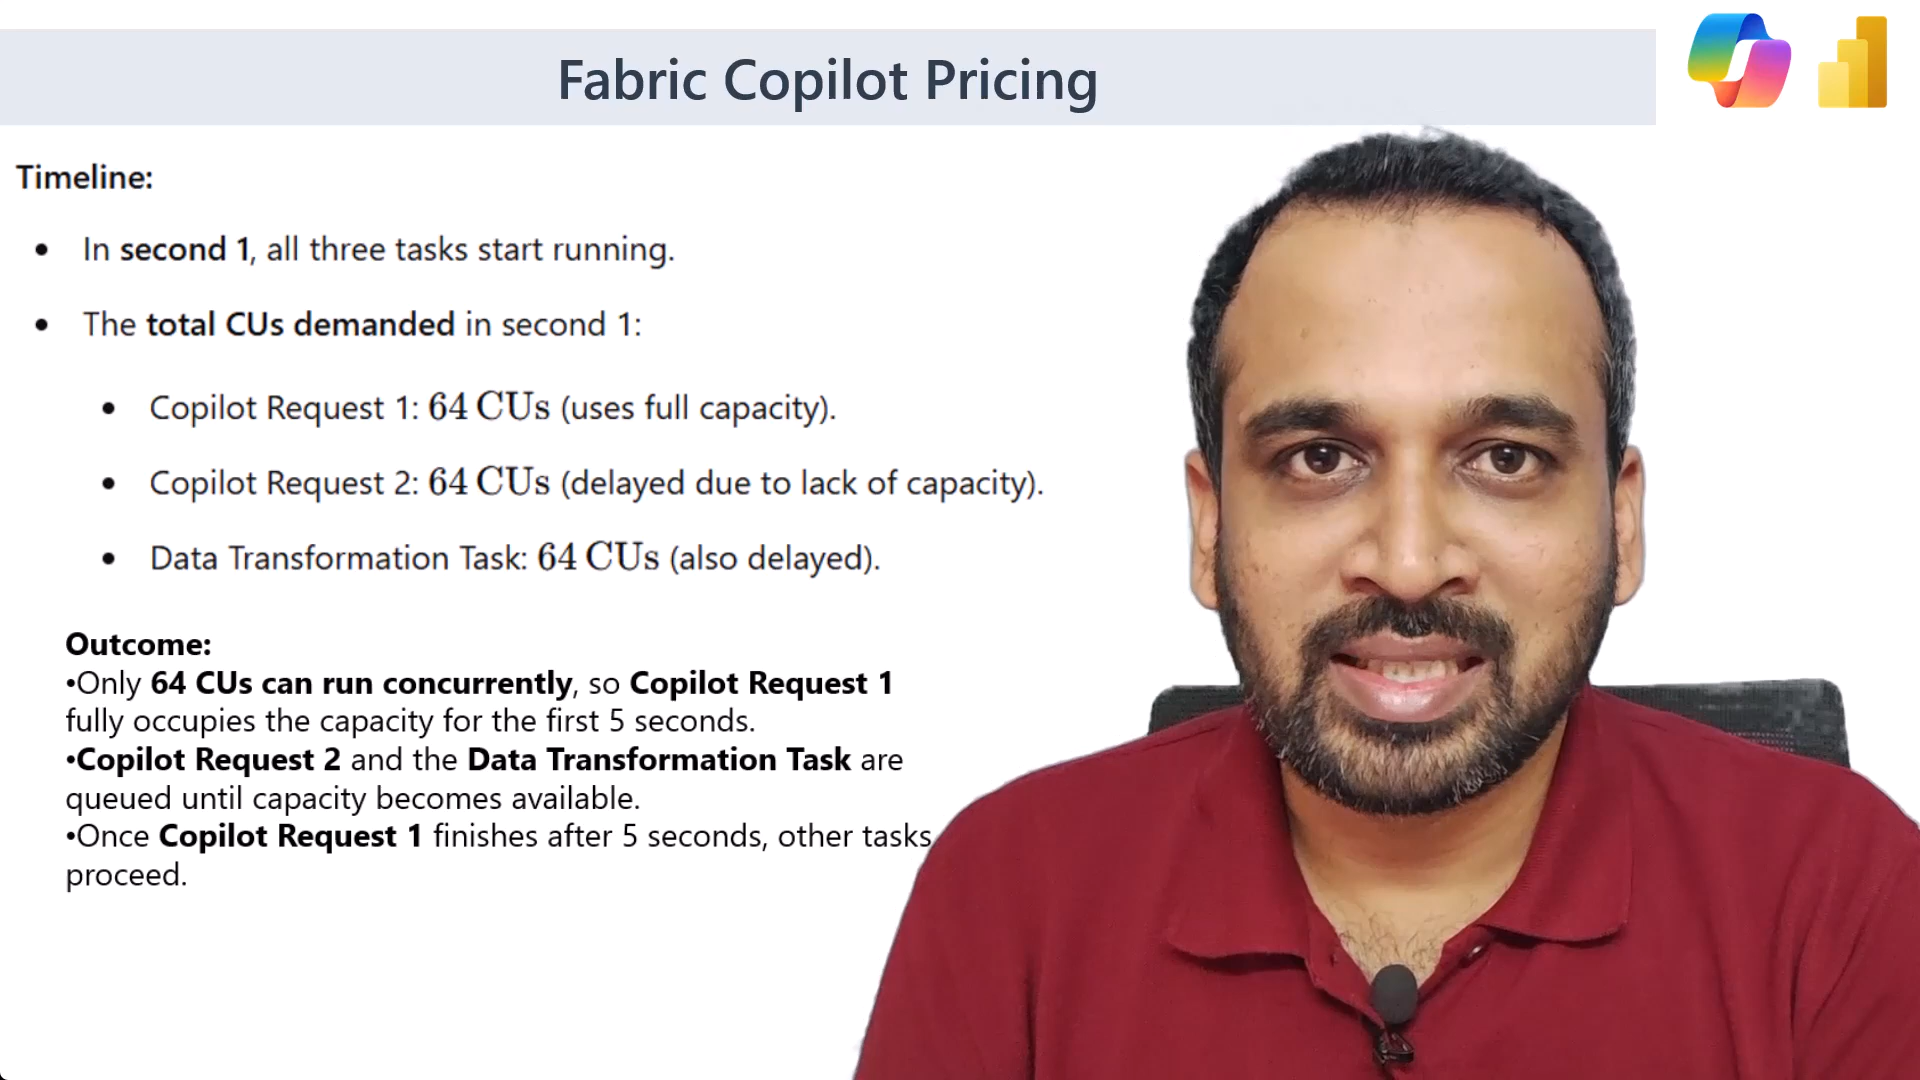 Fabric Copilot Pricing
Timeline:
• In second 1, all three tasks start running.
• The total CUs demanded in second 1:
• Copilot Request 1: 64 CUs (uses full capacity).
• Copilot Request 2: 64 CUs (delayed due to lack of capacity).
• Data Transformation Task: 64 CUs (also delayed).
Outcome:
•Only 64 CUs can run concurrently, so Copilot Request 1
fully occupies the capacity for the first 5 seconds.
•Copilot Request 2 and the Data Transformation Task are
queued until capacity becomes available.
•Once Copilot Request 1 finishes after 5 seconds, other tasks
proceed.